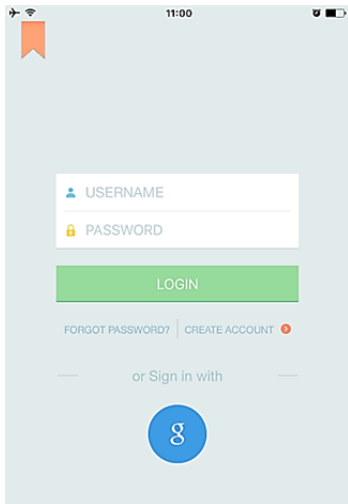 11:00
USERNAME
PASSWORD
LOGIN
FORGOT PASSWORD? CREATE ACCOUNT
or Sign in with
g